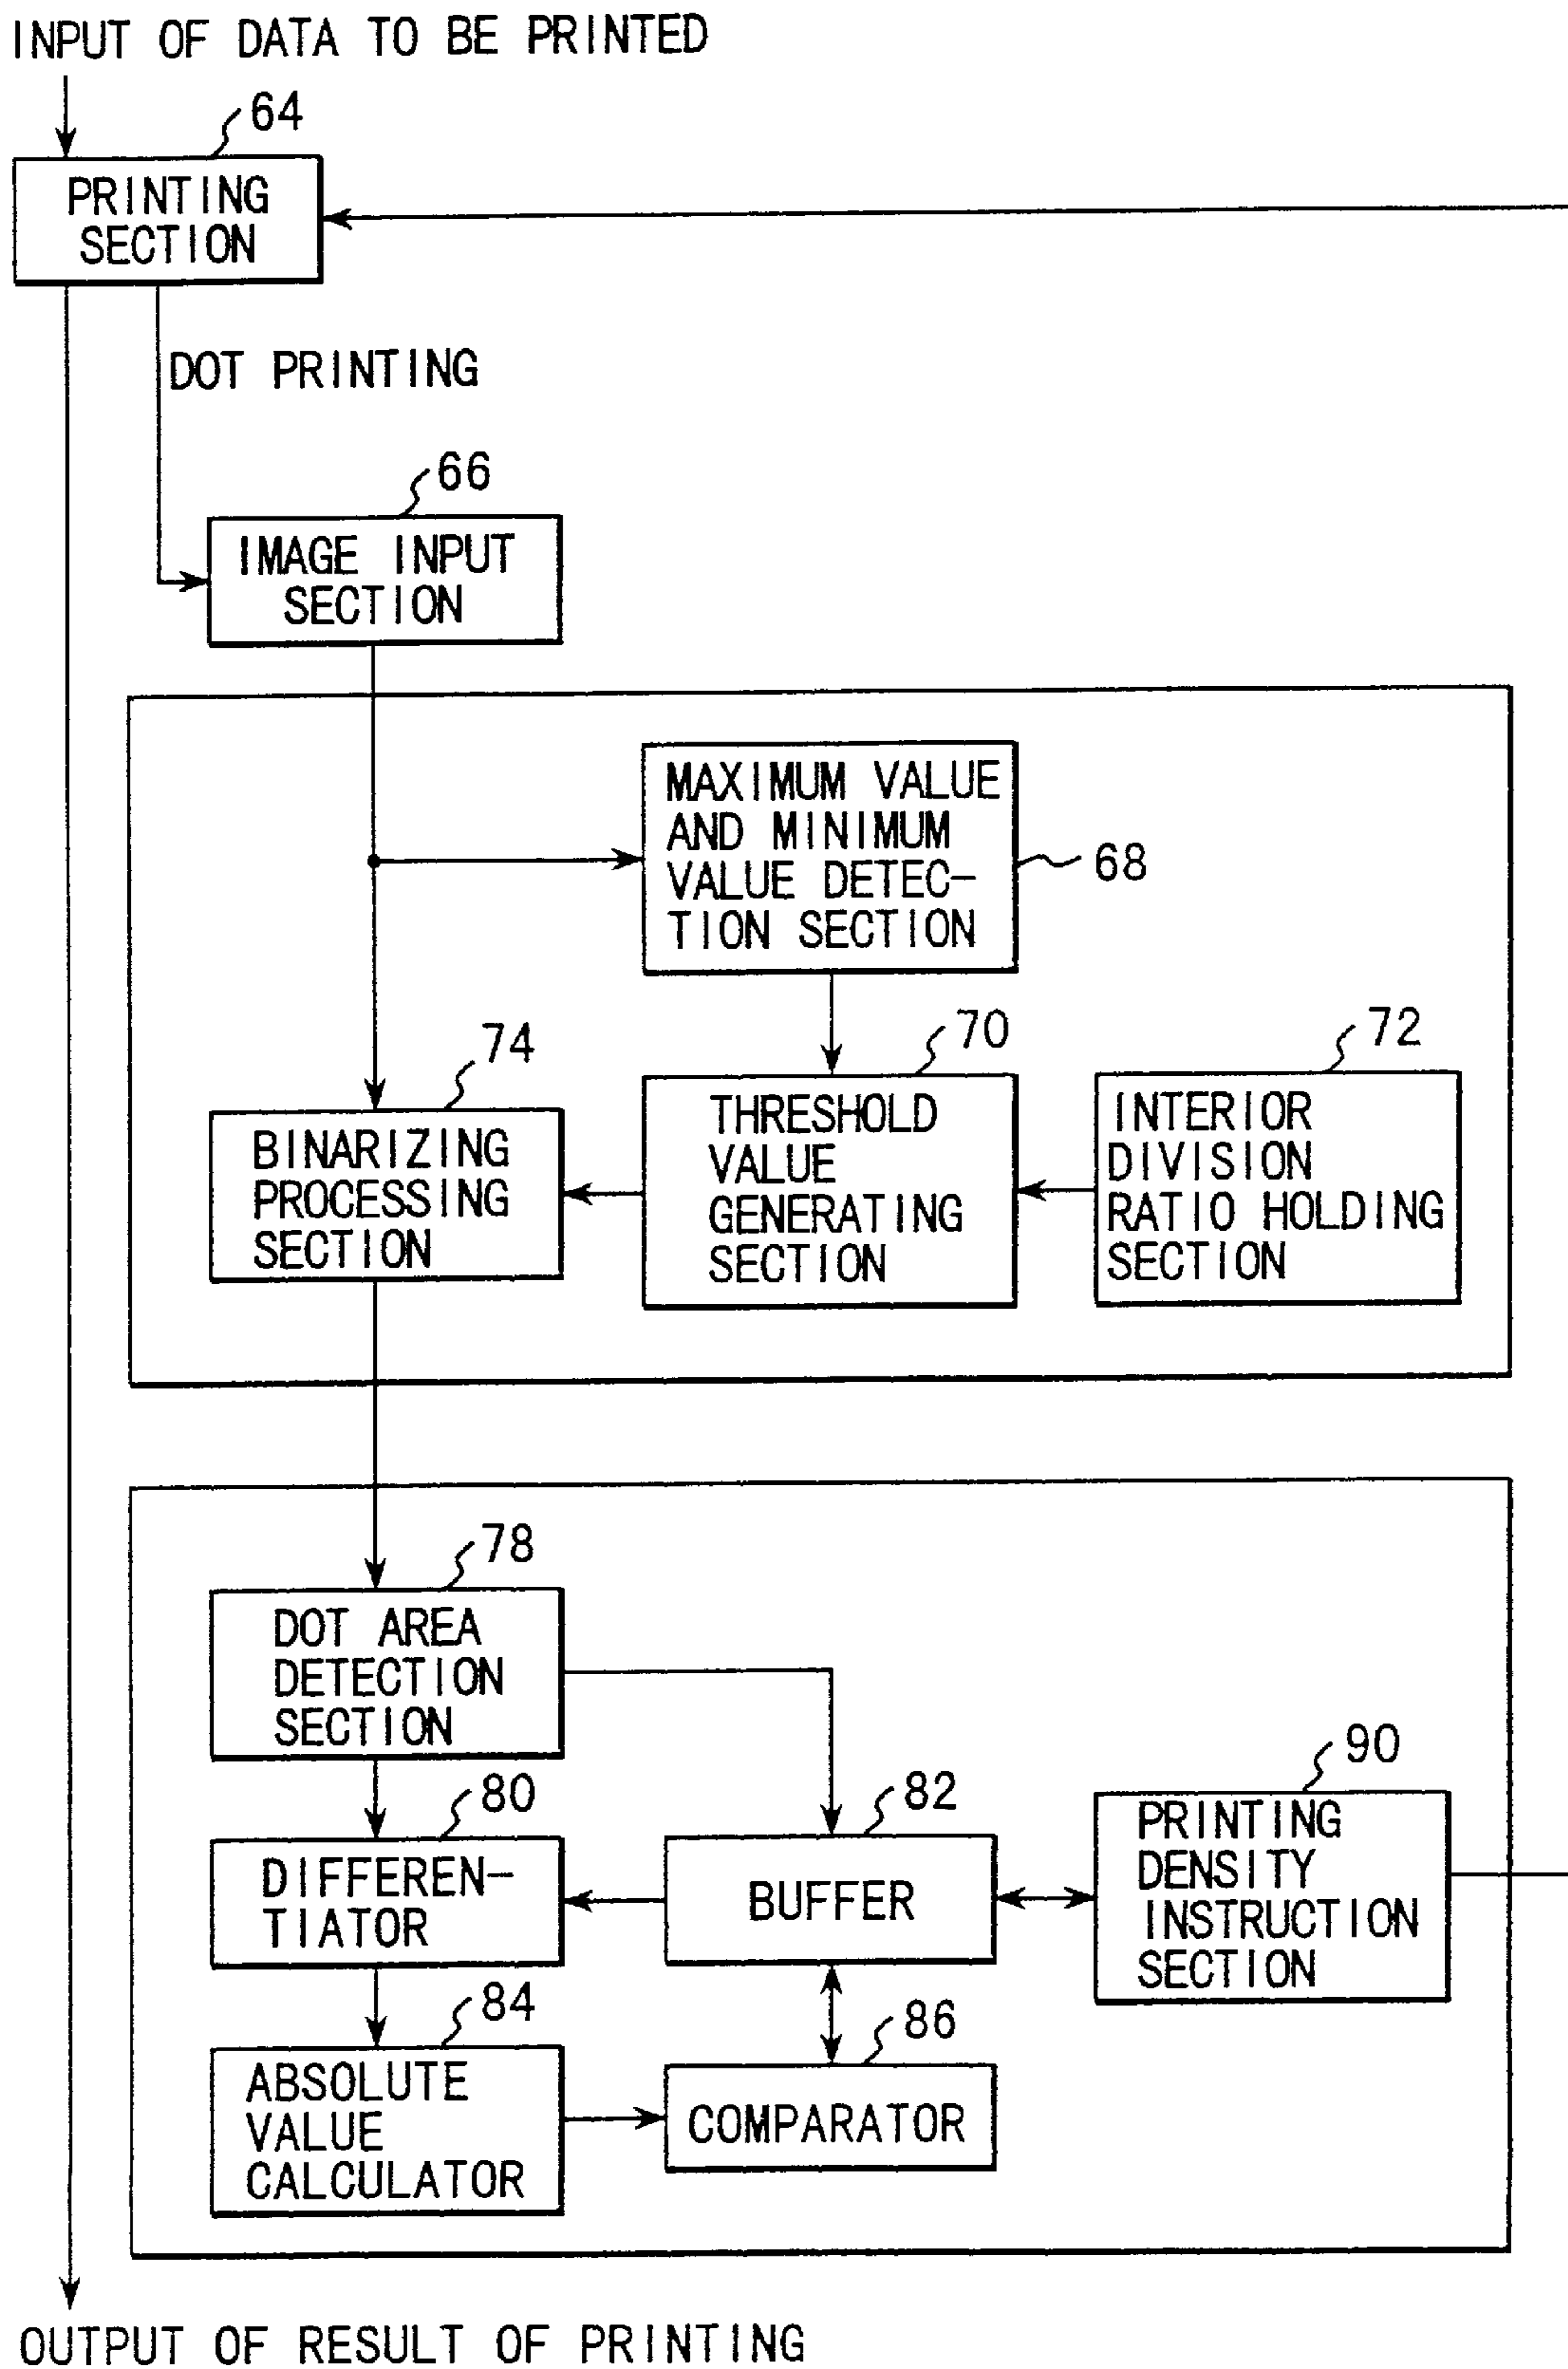 INPUT OF DATA TO BE PRINTED
64
PRINTING
SECTION
DOT PRINTING
66
IMAGE INPUT
SECTION
MAXIMUM VALUE
AND MINIMUM
VALUE DETEC-
TION SECTION
68
74
BINARIZING
PROCESSING
SECTION
70
THRESHOLD
VALUE
GENERATING
SECTION
72
INTERIOR
DIVISION
RATIO HOLDING
SECTION
78
DOT AREA
DETECTION
SECTION
80
DIFFEREN-
TIATOR
82
BUFFER
90
PRINTING
DENSITY
INSTRUCTION
SECTION
84
ABSOLUTE
VALUE
CALCULATOR
86
COMPARATOR
OUTPUT OF RESULT OF PRINTING